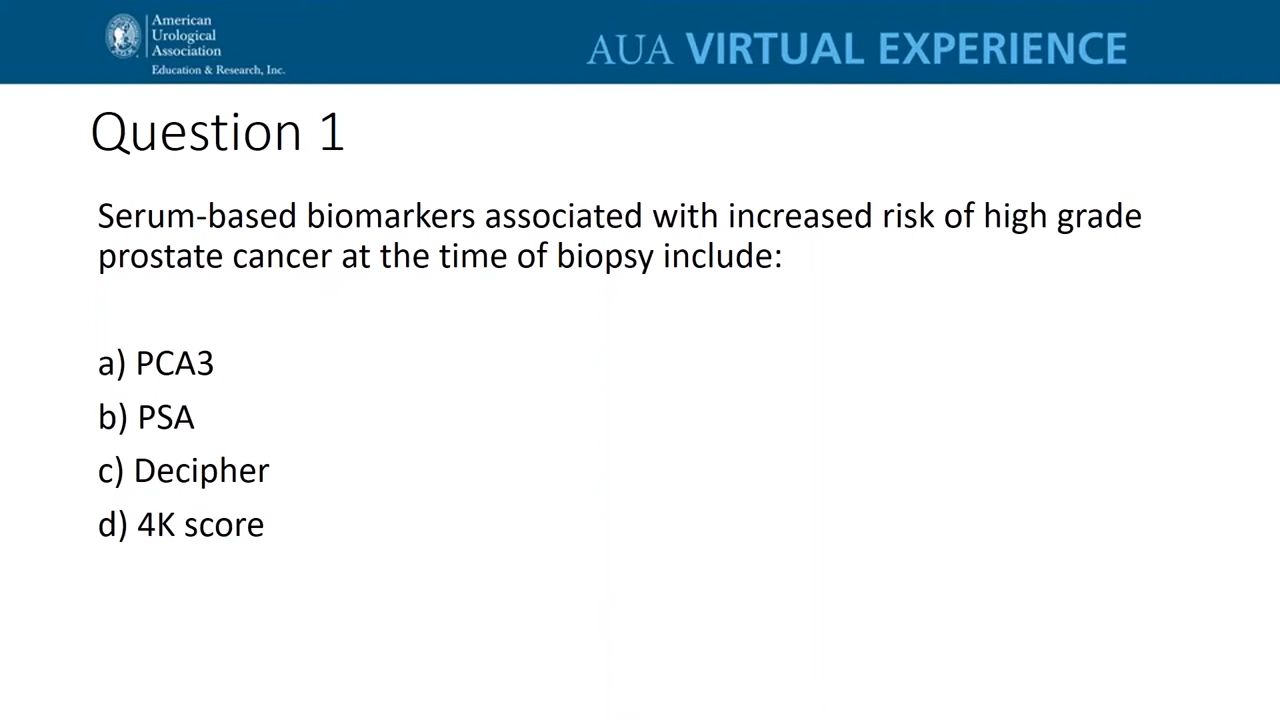 American
Urological
Association
Education & Research, Inc.
AUA VIRTUAL EXPERIENCE
Question 1
Serum-based biomarkers associated with increased risk of high grade
prostate cancer at the time of biopsy include:
a) PCA3
b) PSA
c) Decipher
d) 4K score